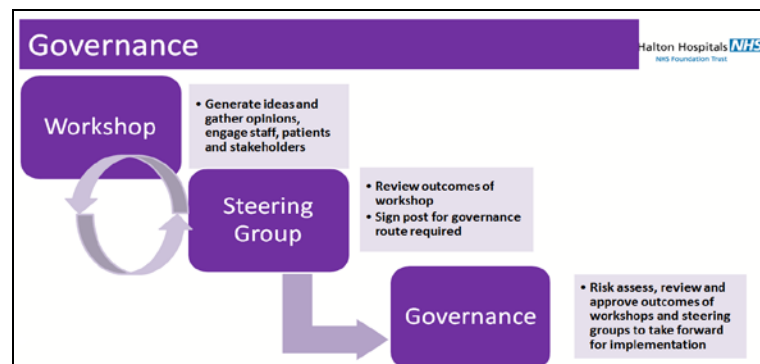 Governance
Halton Hospitals NHS
NHS Foundation Trust
Workshop
• Generate ideas and
gather opinions,
engage staff, patients
and stakeholders
Steering
Group
• Review outcomes of
workshop
• Sign post for governance
route required
Governance
• Risk assess, review and
approve outcomes of
workshops and steering
groups to take forward
for implementation